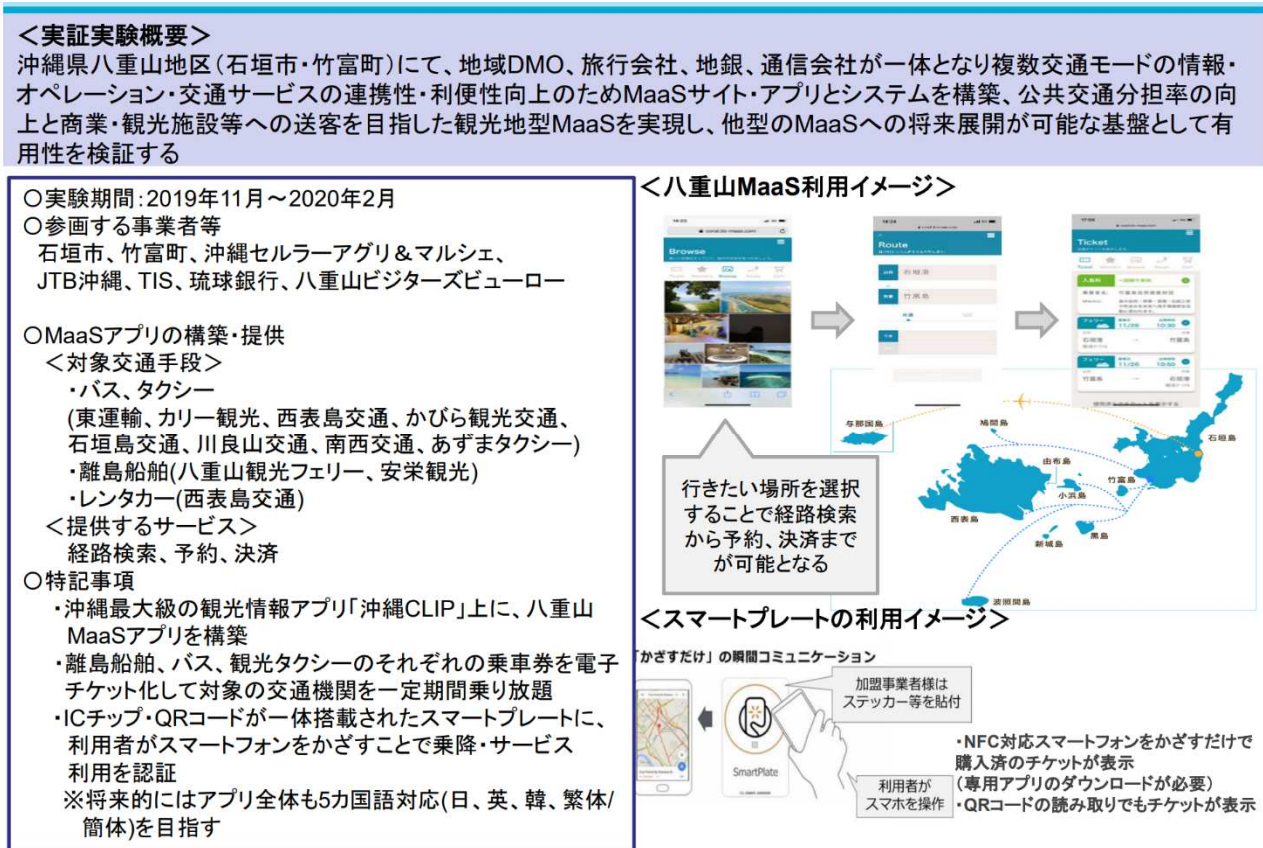 ＜実証実験概要＞
沖縄県八重山地区（石垣市・竹富町）にて、地域DMO、旅行会社、地銀、通信会社が一体となり複数交通モードの情報・
オペレーション・交通サービスの連携性・利便性向上のためMaaSサイト・アプリとシステムを構築、公共交通分担率の向
上と商業・観光施設等への送客を目指した観光地型MaaSを実現し、他型のMaaSへの将来展開が可能な基盤として有
用性を検証する
○実験期間：2019年11月～2020年2月
○参画する事業者等
石垣市、竹富町、沖縄セルラーアグリ＆マルシェ、
JTB沖縄、TIS、琉球銀行、八重山ビジターズビューロー
○MaaSアプリの構築・提供
＜対象交通手段＞
・バス、タクシー
(東運輸、カリー観光、西表島交通、かびら観光交通、
石垣島交通、川良山交通、南西交通、あずまタクシー)
・離島船舶(八重山観光フェリー、安栄観光)
・レンタカー(西表島交通)
＜提供するサービス＞
経路検索、予約、決済
○特記事項
・沖縄最大級の観光情報アプリ「沖縄CLIP」上に、八重山
MaaSアプリを構築
・離島船舶、バス、観光タクシーのそれぞれの乗車券を電子
チケット化して対象の交通機関を一定期間乗り放題
・ICチップ・QRコードが一体搭載されたスマートプレートに、
利用者がスマートフォンをかざすことで乗降・サービス
利用を認証
※将来的にはアプリ全体も5カ国語対応(日、英、韓、繁体/
簡体)を目指す
＜八重山MaaS利用イメージ＞
Browse
Route
石垣港
竹富島
Ticket
入島料
フェリー
11/26
10:30
石垣港
→
竹富島
フェリー
11/26
10:50
竹富島
→
石垣港
行きたい場所を選択
することで経路検索
から予約、決済まで
が可能となる
与那国島
鳩間島
石垣島
由布島
竹富島
小浜島
西表島
黒島
新城島
波照間島
＜スマートプレートの利用イメージ＞
「かざすだけ」の瞬間コミュニケーション
加盟事業者様は
ステッカー等を貼付
SmartPlate
利用者が
スマホを操作
・NFC対応スマートフォンをかざすだけで
購入済のチケットが表示
(専用アプリのダウンロードが必要)
・QRコードの読み取りでもチケットが表示